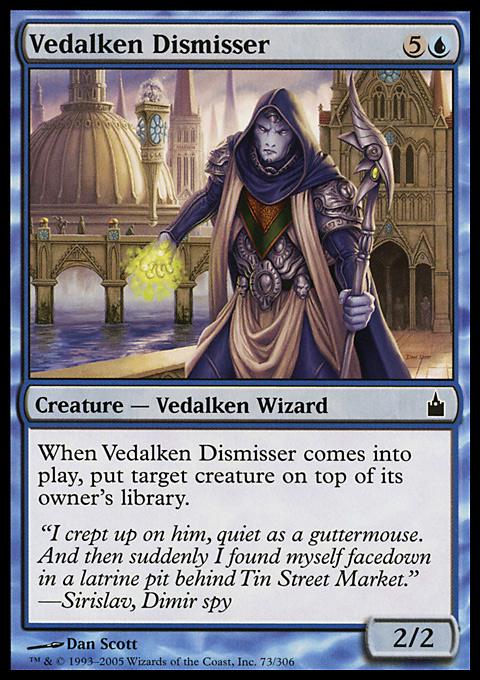 Vedalken Dismisser 5
Dan Scott
Creature — Vedalken Wizard
When Vedalken Dismisser comes into
play, put target creature on top of its
owner's library.
“I crept up on him, quiet as a guttermouse.
And then suddenly I found myself facedown
in a latrine pit behind Tin Street Market.”
—Sirislav, Dimir spy
2/2
Dan Scott
™ & © 1993–2005 Wizards of the Coast, Inc. 73/306